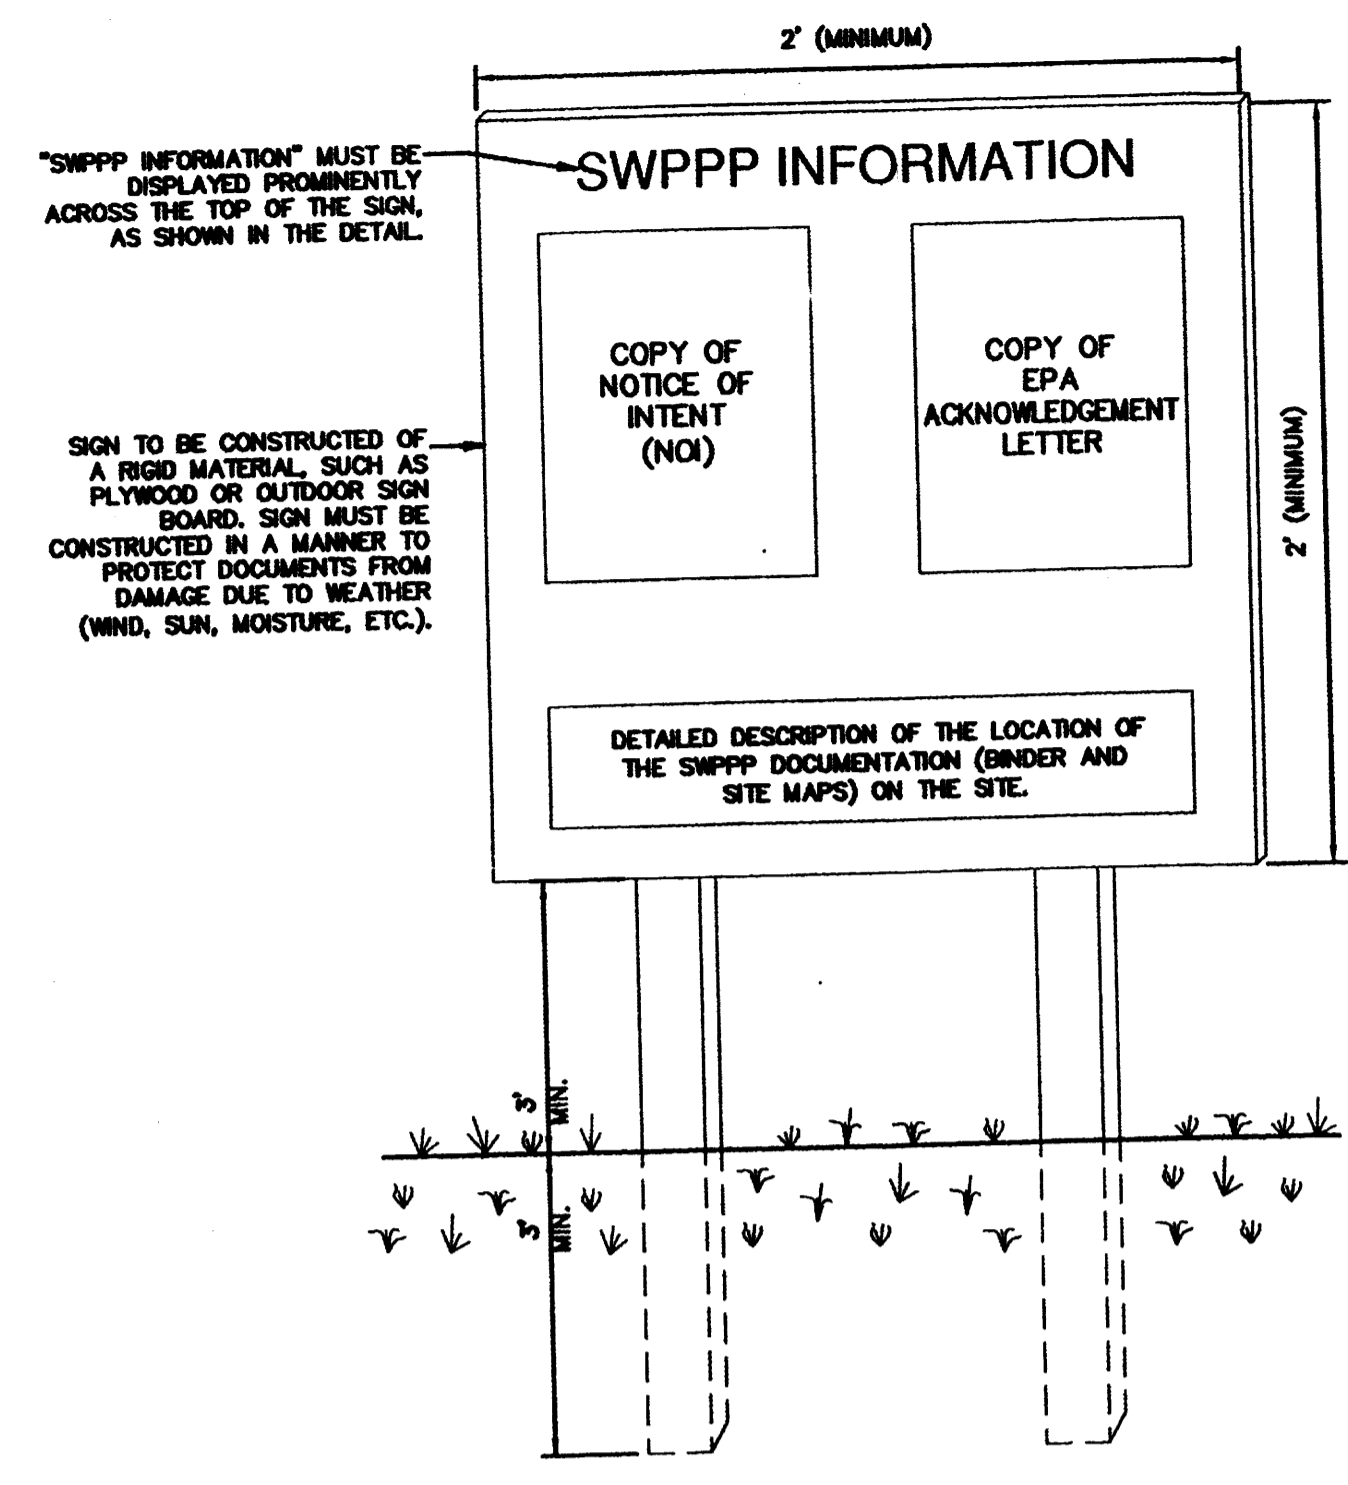 2' (MINIMUM)
"SWPPP INFORMATION" MUST BE
DISPLAYED PROMINENTLY
ACROSS THE TOP OF THE SIGN,
AS SHOWN IN THE DETAIL.
SWPPP INFORMATION
COPY OF
NOTICE OF
INTENT
(NOI)
COPY OF
EPA
ACKNOWLEDGEMENT
LETTER
2' (MINIMUM)
SIGN TO BE CONSTRUCTED OF
A RIGID MATERIAL, SUCH AS
PLYWOOD OR OUTDOOR SIGN
BOARD. SIGN MUST BE
CONSTRUCTED IN A MANNER TO
PROTECT DOCUMENTS FROM
DAMAGE DUE TO WEATHER
(WIND, SUN, MOISTURE, ETC.).
DETAILED DESCRIPTION OF THE LOCATION OF
THE SWPPP DOCUMENTATION (BINDER AND
SITE MAPS) ON THE SITE.
3'
MIN.
3'
MIN.